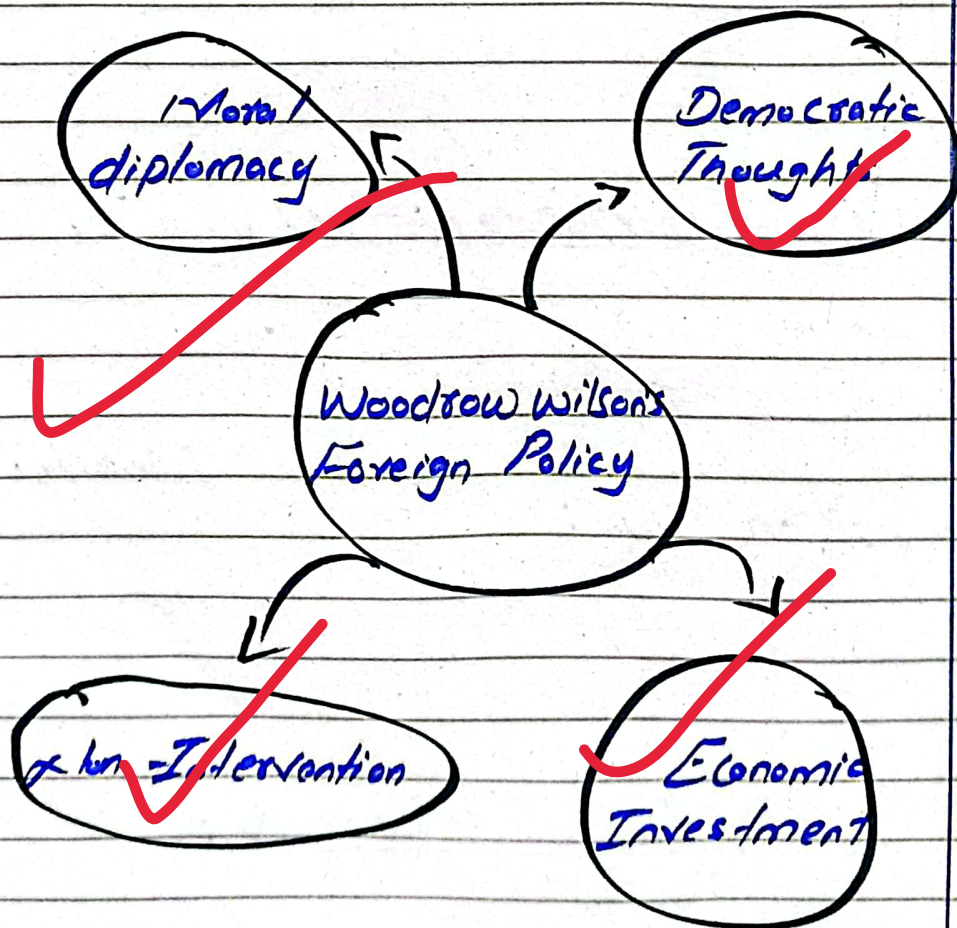 Moral
diplomacy
Democratic
Thoughts
Woodrow Wilson's
Foreign Policy
Non-Intervention
Economic
Investment